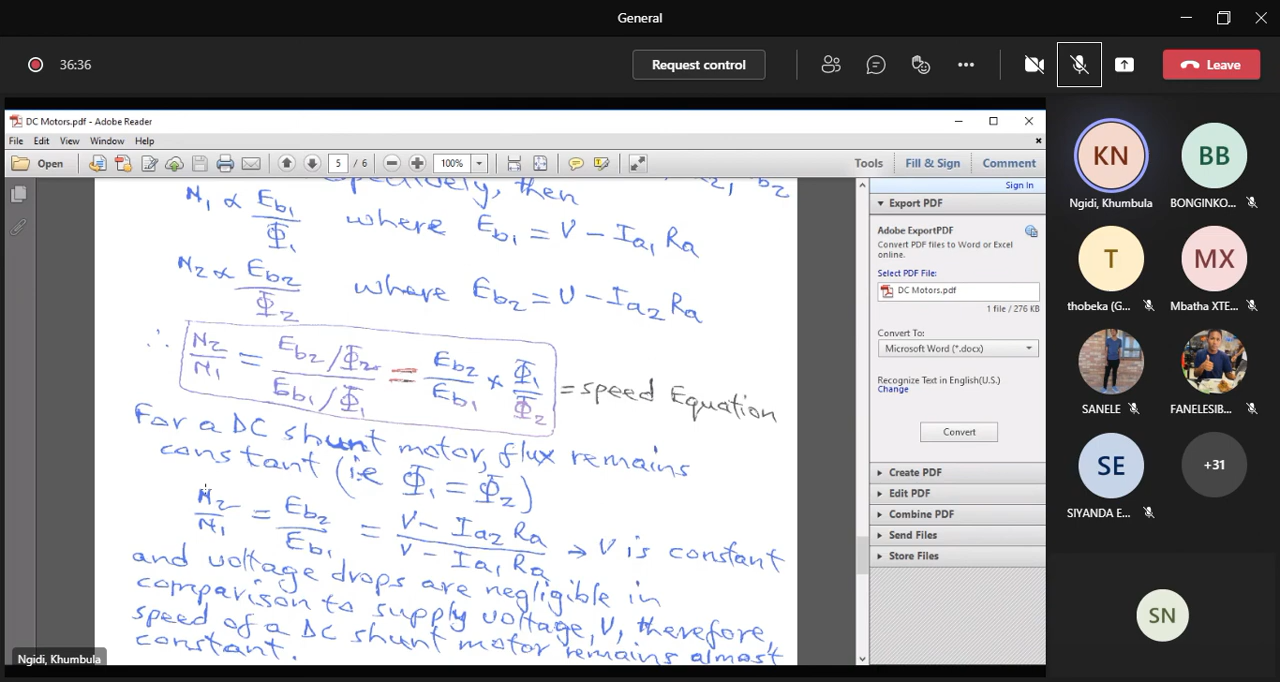 General
36:36
Request control
Leave
DC Motors.pdf - Adobe Reader
File Edit View Window Help
Open 5 / 6 100% Tools Fill & Sign Comment
Sign In
Export PDF
Adobe ExportPDF
Convert PDF files to Word or Excel online.
Select PDF File:
DC Motors.pdf
1 file / 276 KB
Convert To:
Microsoft Word (*.docx)
Recognize Text in English(U.S.)
Change
Convert
Create PDF
Edit PDF
Combine PDF
Send Files
Store Files
then
N₁ ∝ Eb₁/Φ₁ where Eb₁ = V - Ia₁ Ra
N₂ ∝ Eb₂/Φ₂ where Eb₂ = V - Ia₂ Ra
∴ N₂/N₁ = (Eb₂/Φ₂)/(Eb₁/Φ₁) = Eb₂/Eb₁ * Φ₁/Φ₂ = speed Equation
For a DC shunt motor, flux remains
constant (i.e Φ₁ = Φ₂)
N₂/N₁ = Eb₂/Eb₁ = (V - Ia₂ Ra)/(V - Ia₁ Ra) → V is constant
and voltage drops are negligible in
comparison to supply voltage, V, therefore,
speed of a DC shunt motor remains almost
constant.
Ngidi, Khumbula
KN
Ngidi, Khumbula
BB
BONGINKO...
T
thobeka (G...
MX
Mbatha XTE...
SANELE
FANELESIB...
SE
SIYANDA E...
+31
SN